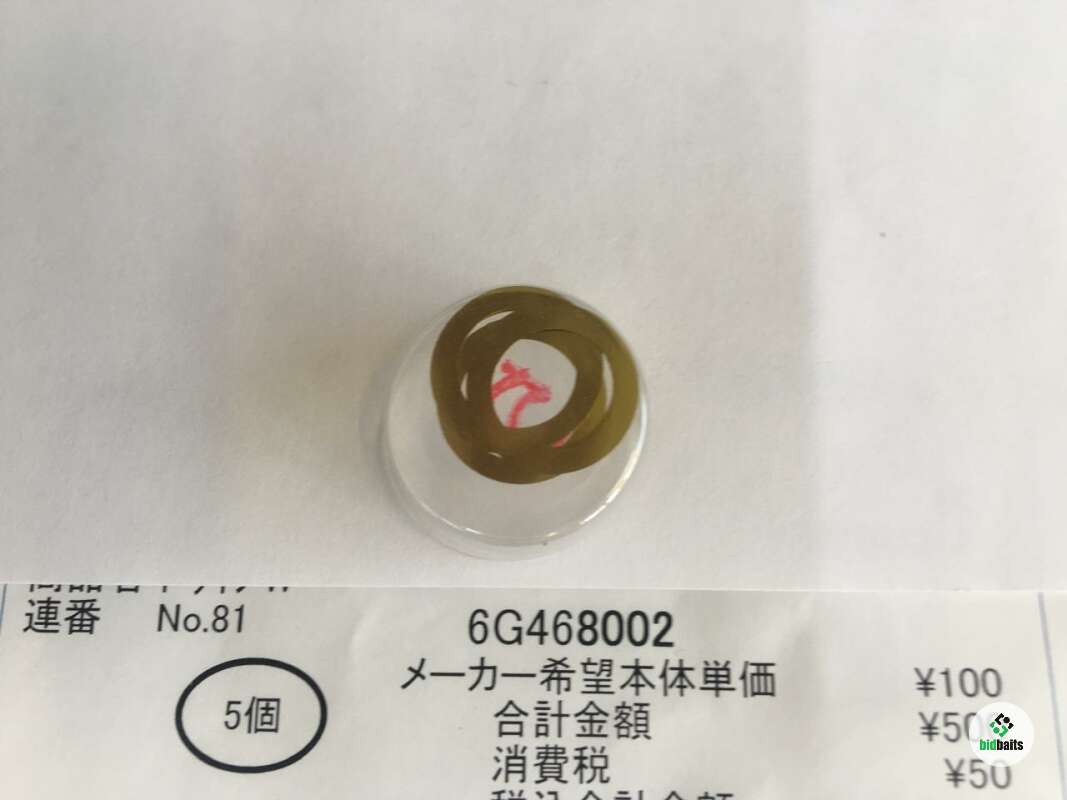 連番 No.81 6G468002
5個 メーカー希望本体単価 ¥100
合計金額 ¥50
消費税 ¥50
bidbaits